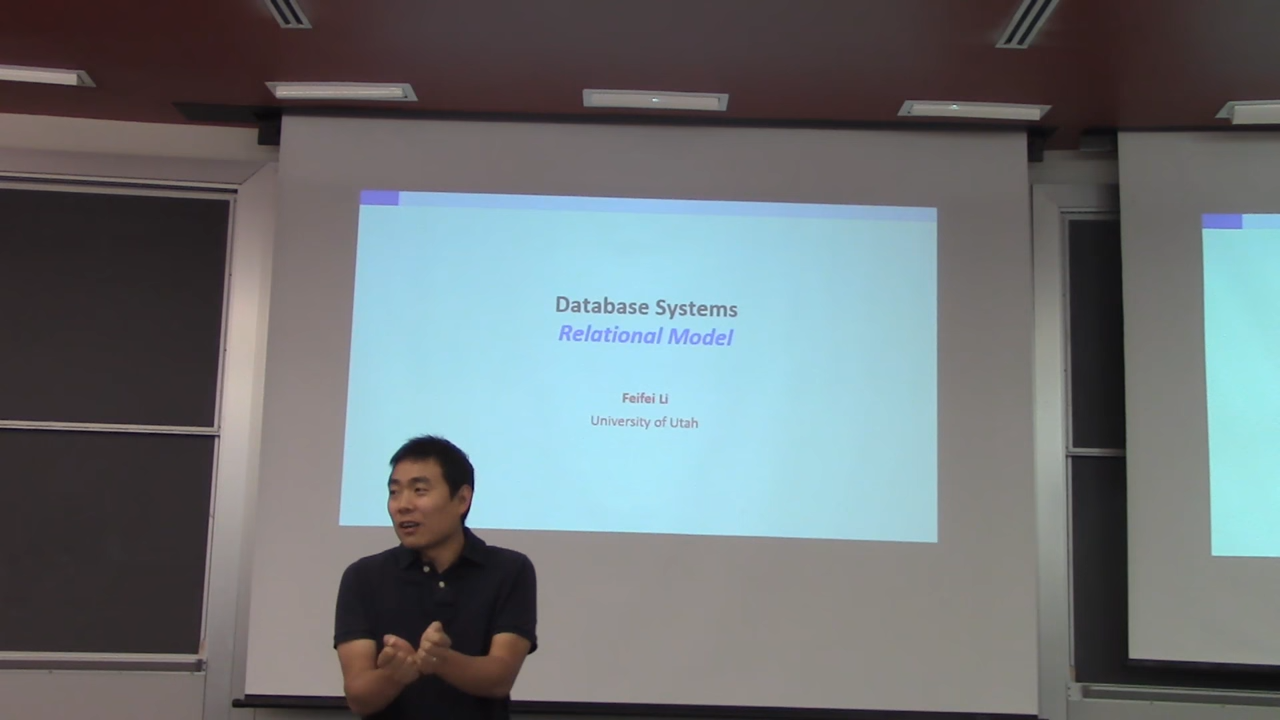 Database Systems
Relational Model
Feifei Li
University of Utah